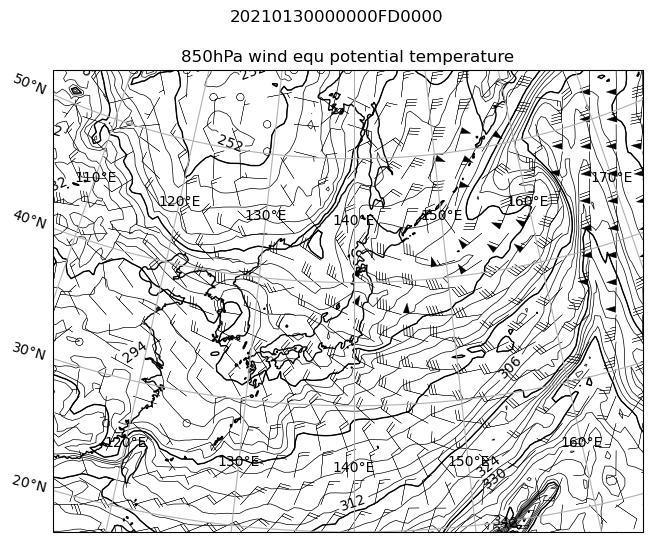 20210130000000FD0000
850hPa wind equ potential temperature
50°N
252
110°E
170°E
120°E
160°E
130°E
150°E
140°E
40°N
30°N
294
306
120°E
160°E
130°E
150°E
324
140°E
330
20°N
312